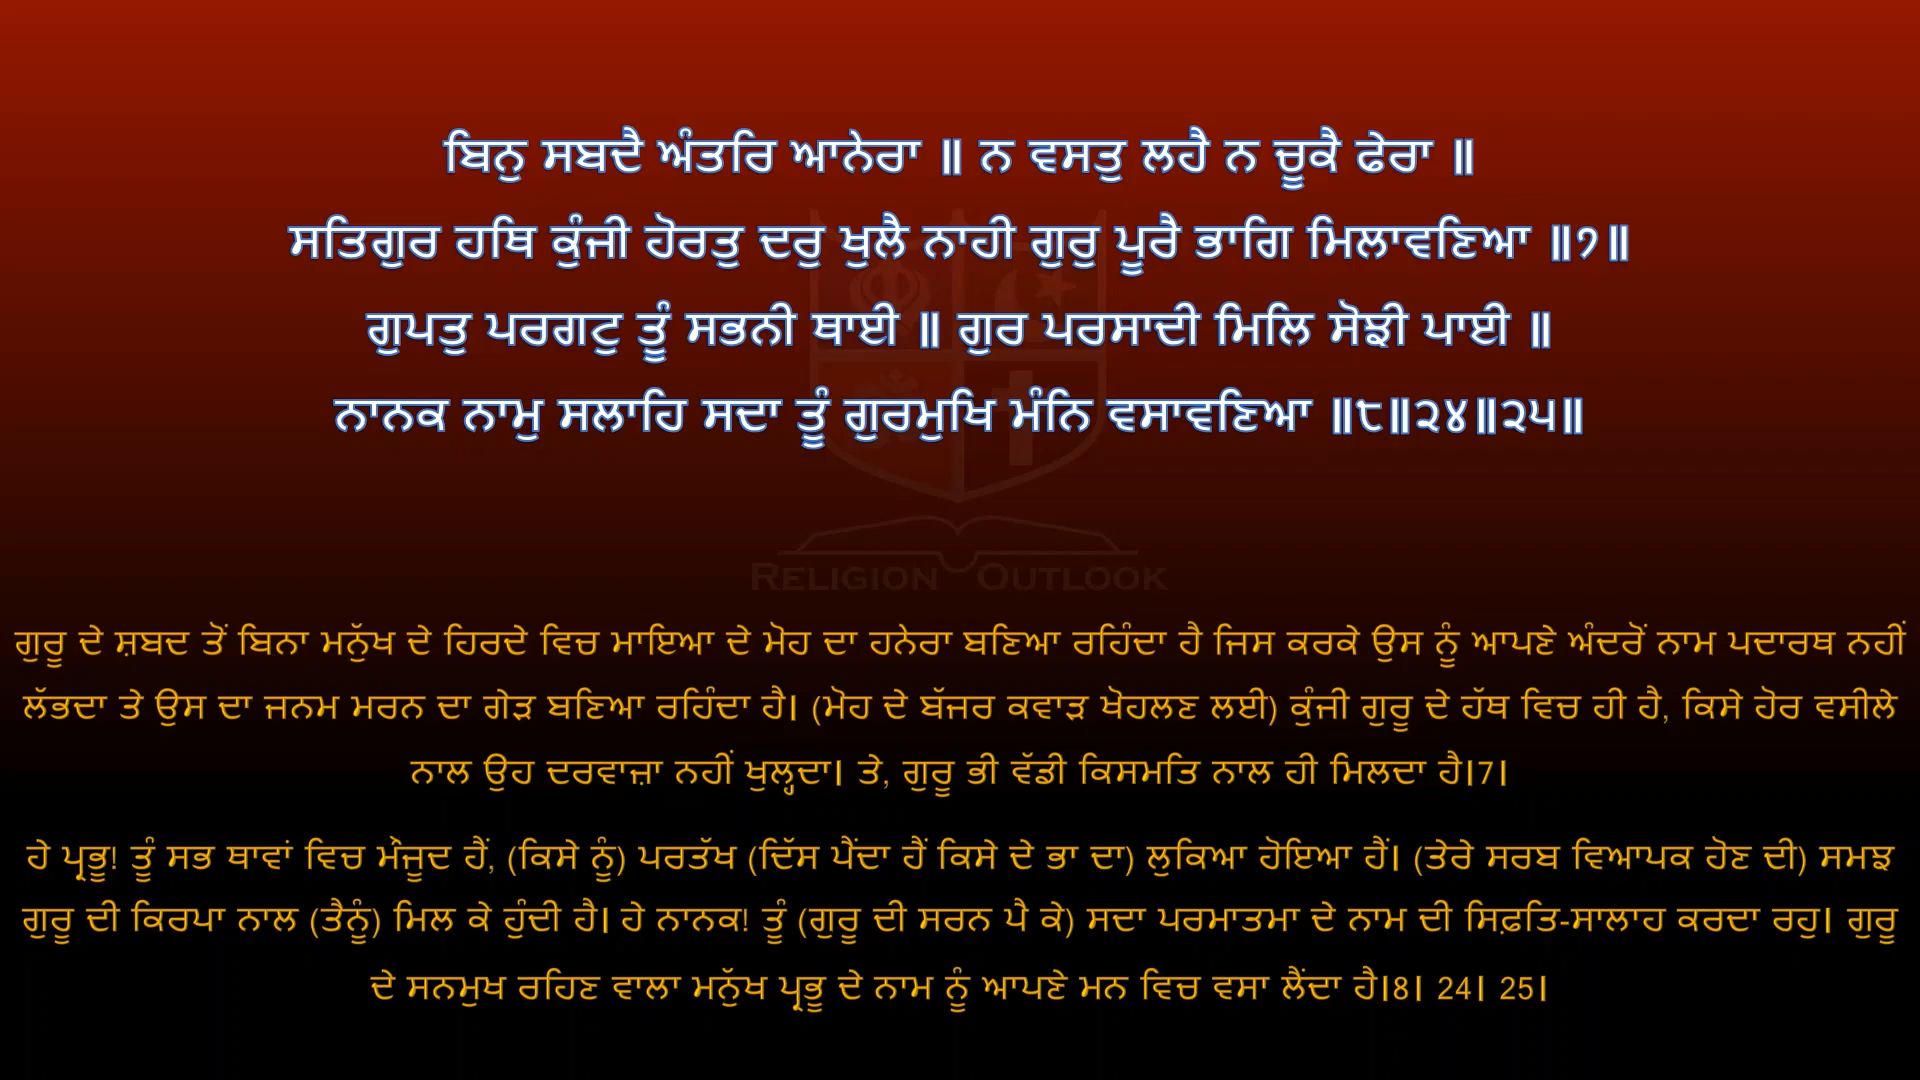 ਬਿਨੁ ਸਬਦੈ ਅੰਤਰਿ ਆਨੇਰਾ ॥ ਨ ਵਸਤੁ ਲਹੈ ਨ ਚੂਕੈ ਫੇਰਾ ॥
ਸਤਿਗੁਰ ਹਥਿ ਕੁੰਜੀ ਹੋਰਤੁ ਦਰੁ ਖੁਲੈ ਨਾਹੀ ਗੁਰੁ ਪੂਰੈ ਭਾਗਿ ਮਿਲਾਵਣਿਆ ॥੭॥
ਗੁਪਤੁ ਪਰਗਟੁ ਤੂੰ ਸਭਨੀ ਥਾਈ ॥ ਗੁਰ ਪਰਸਾਦੀ ਮਿਲਿ ਸੋਝੀ ਪਾਈ ॥
ਨਾਨਕ ਨਾਮੁ ਸਲਾਹਿ ਸਦਾ ਤੂੰ ਗੁਰਮੁਖਿ ਮੰਨਿ ਵਸਾਵਣਿਆ ॥੮॥੨੪॥੨੫॥
RELIGION OUTLOOK
ਗੁਰੂ ਦੇ ਸ਼ਬਦ ਤੋਂ ਬਿਨਾ ਮਨੁੱਖ ਦੇ ਹਿਰਦੇ ਵਿਚ ਮਾਇਆ ਦੇ ਮੋਹ ਦਾ ਹਨੇਰਾ ਬਣਿਆ ਰਹਿੰਦਾ ਹੈ ਜਿਸ ਕਰਕੇ ਉਸ ਨੂੰ ਆਪਣੇ ਅੰਦਰੋਂ ਨਾਮ ਪਦਾਰਥ ਨਹੀਂ
ਲੱਭਦਾ ਤੇ ਉਸ ਦਾ ਜਨਮ ਮਰਨ ਦਾ ਗੇੜ ਬਣਿਆ ਰਹਿੰਦਾ ਹੈ। (ਮੋਹ ਦੇ ਬੱਜਰ ਕਵਾੜ ਖੋਹਲਣ ਲਈ) ਕੁੰਜੀ ਗੁਰੂ ਦੇ ਹੱਥ ਵਿਚ ਹੀ ਹੈ, ਕਿਸੇ ਹੋਰ ਵਸੀਲੇ
ਨਾਲ ਉਹ ਦਰਵਾਜ਼ਾ ਨਹੀਂ ਖੁਲ੍ਹਦਾ। ਤੇ, ਗੁਰੂ ਭੀ ਵੱਡੀ ਕਿਸਮਤਿ ਨਾਲ ਹੀ ਮਿਲਦਾ ਹੈ।7।
ਹੇ ਪ੍ਰਭੂ! ਤੂੰ ਸਭ ਥਾਵਾਂ ਵਿਚ ਮੌਜੂਦ ਹੈਂ, (ਕਿਸੇ ਨੂੰ) ਪਰਤੱਖ (ਦਿੱਸ ਪੈਂਦਾ ਹੈਂ ਕਿਸੇ ਦੇ ਭਾ ਦਾ) ਲੁਕਿਆ ਹੋਇਆ ਹੈਂ। (ਤੇਰੇ ਸਰਬ ਵਿਆਪਕ ਹੋਣ ਦੀ) ਸਮਝ
ਗੁਰੂ ਦੀ ਕਿਰਪਾ ਨਾਲ (ਤੈਨੂੰ) ਮਿਲ ਕੇ ਹੁੰਦੀ ਹੈ। ਹੇ ਨਾਨਕ! ਤੂੰ (ਗੁਰੂ ਦੀ ਸਰਨ ਪੈ ਕੇ) ਸਦਾ ਪਰਮਾਤਮਾ ਦੇ ਨਾਮ ਦੀ ਸਿਫ਼ਤਿ-ਸਾਲਾਹ ਕਰਦਾ ਰਹੁ। ਗੁਰੂ
ਦੇ ਸਨਮੁਖ ਰਹਿਣ ਵਾਲਾ ਮਨੁੱਖ ਪ੍ਰਭੂ ਦੇ ਨਾਮ ਨੂੰ ਆਪਣੇ ਮਨ ਵਿਚ ਵਸਾ ਲੈਂਦਾ ਹੈ।8। 24। 25।